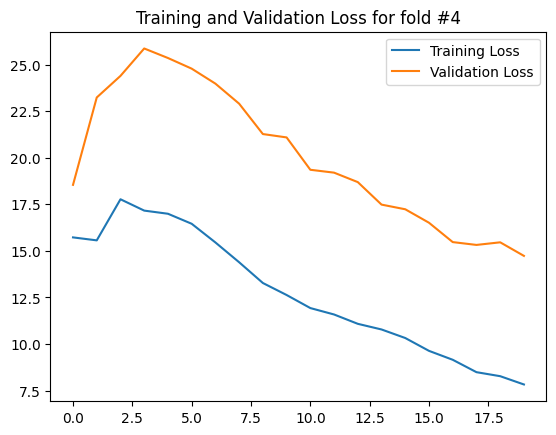 Training and Validation Loss for fold #4
Training Loss
Validation Loss
25.0
22.5
20.0
17.5
15.0
12.5
10.0
7.5
0.0 2.5 5.0 7.5 10.0 12.5 15.0 17.5